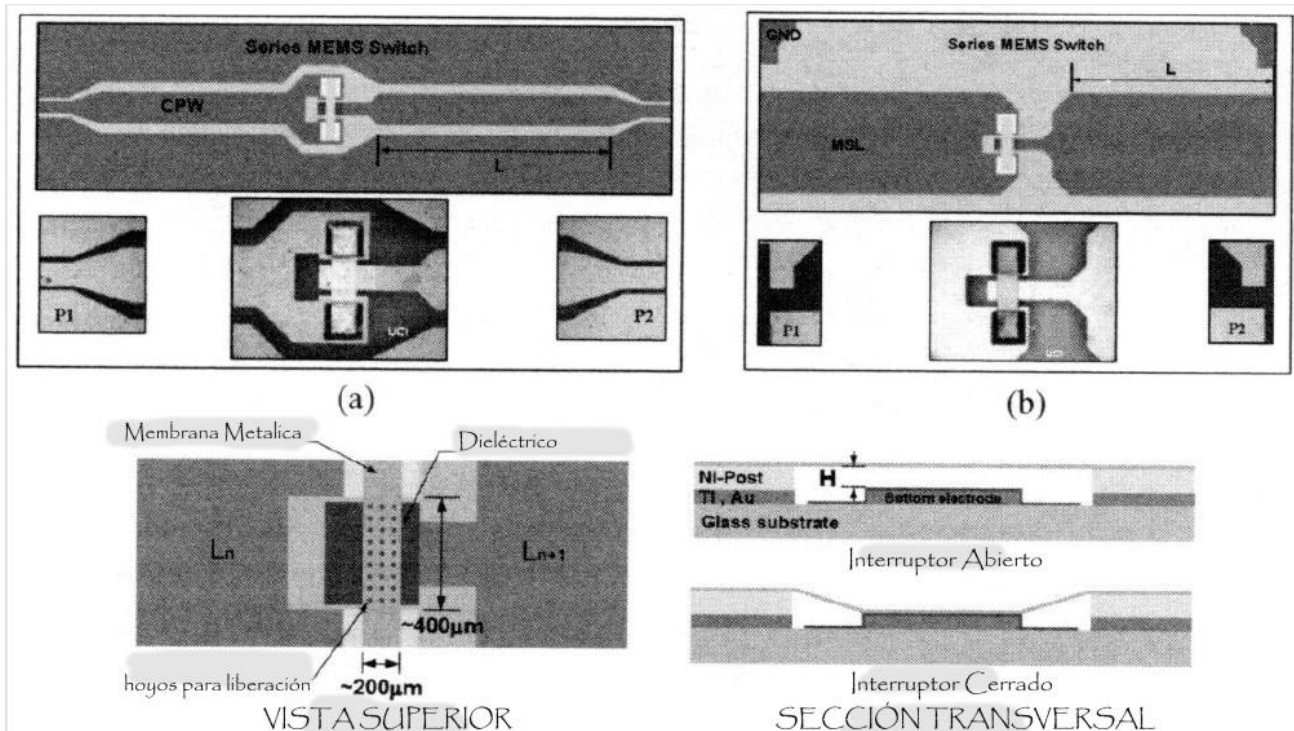 Series MEMS Switch
CPW
L
P1
UCI
P2
(a)
GND
Series MEMS Switch
L
MSL
P1
UCI
P2
(b)
Membrana Metalica
Dieléctrico
Ln
Ln+1
~400µm
hoyos para liberación
~200µm
VISTA SUPERIOR
Ni-Post
H
Ti , Au
Bottom electrode
Glass substrate
Interruptor Abierto
Interruptor Cerrado
SECCIÓN TRANSVERSAL